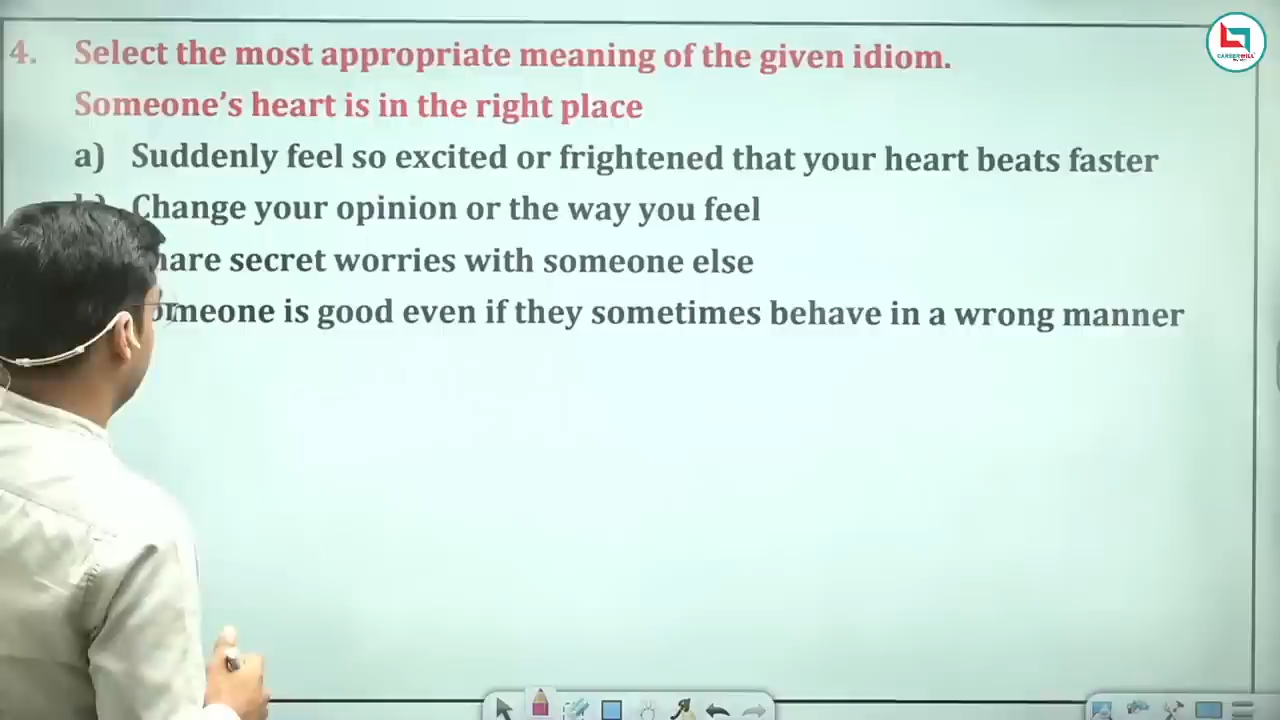 4. Select the most appropriate meaning of the given idiom.
Someone's heart is in the right place
a) Suddenly feel so excited or frightened that your heart beats faster
Change your opinion or the way you feel
secret worries with someone else
is good even if they sometimes behave in a wrong manner
CAREERWILL